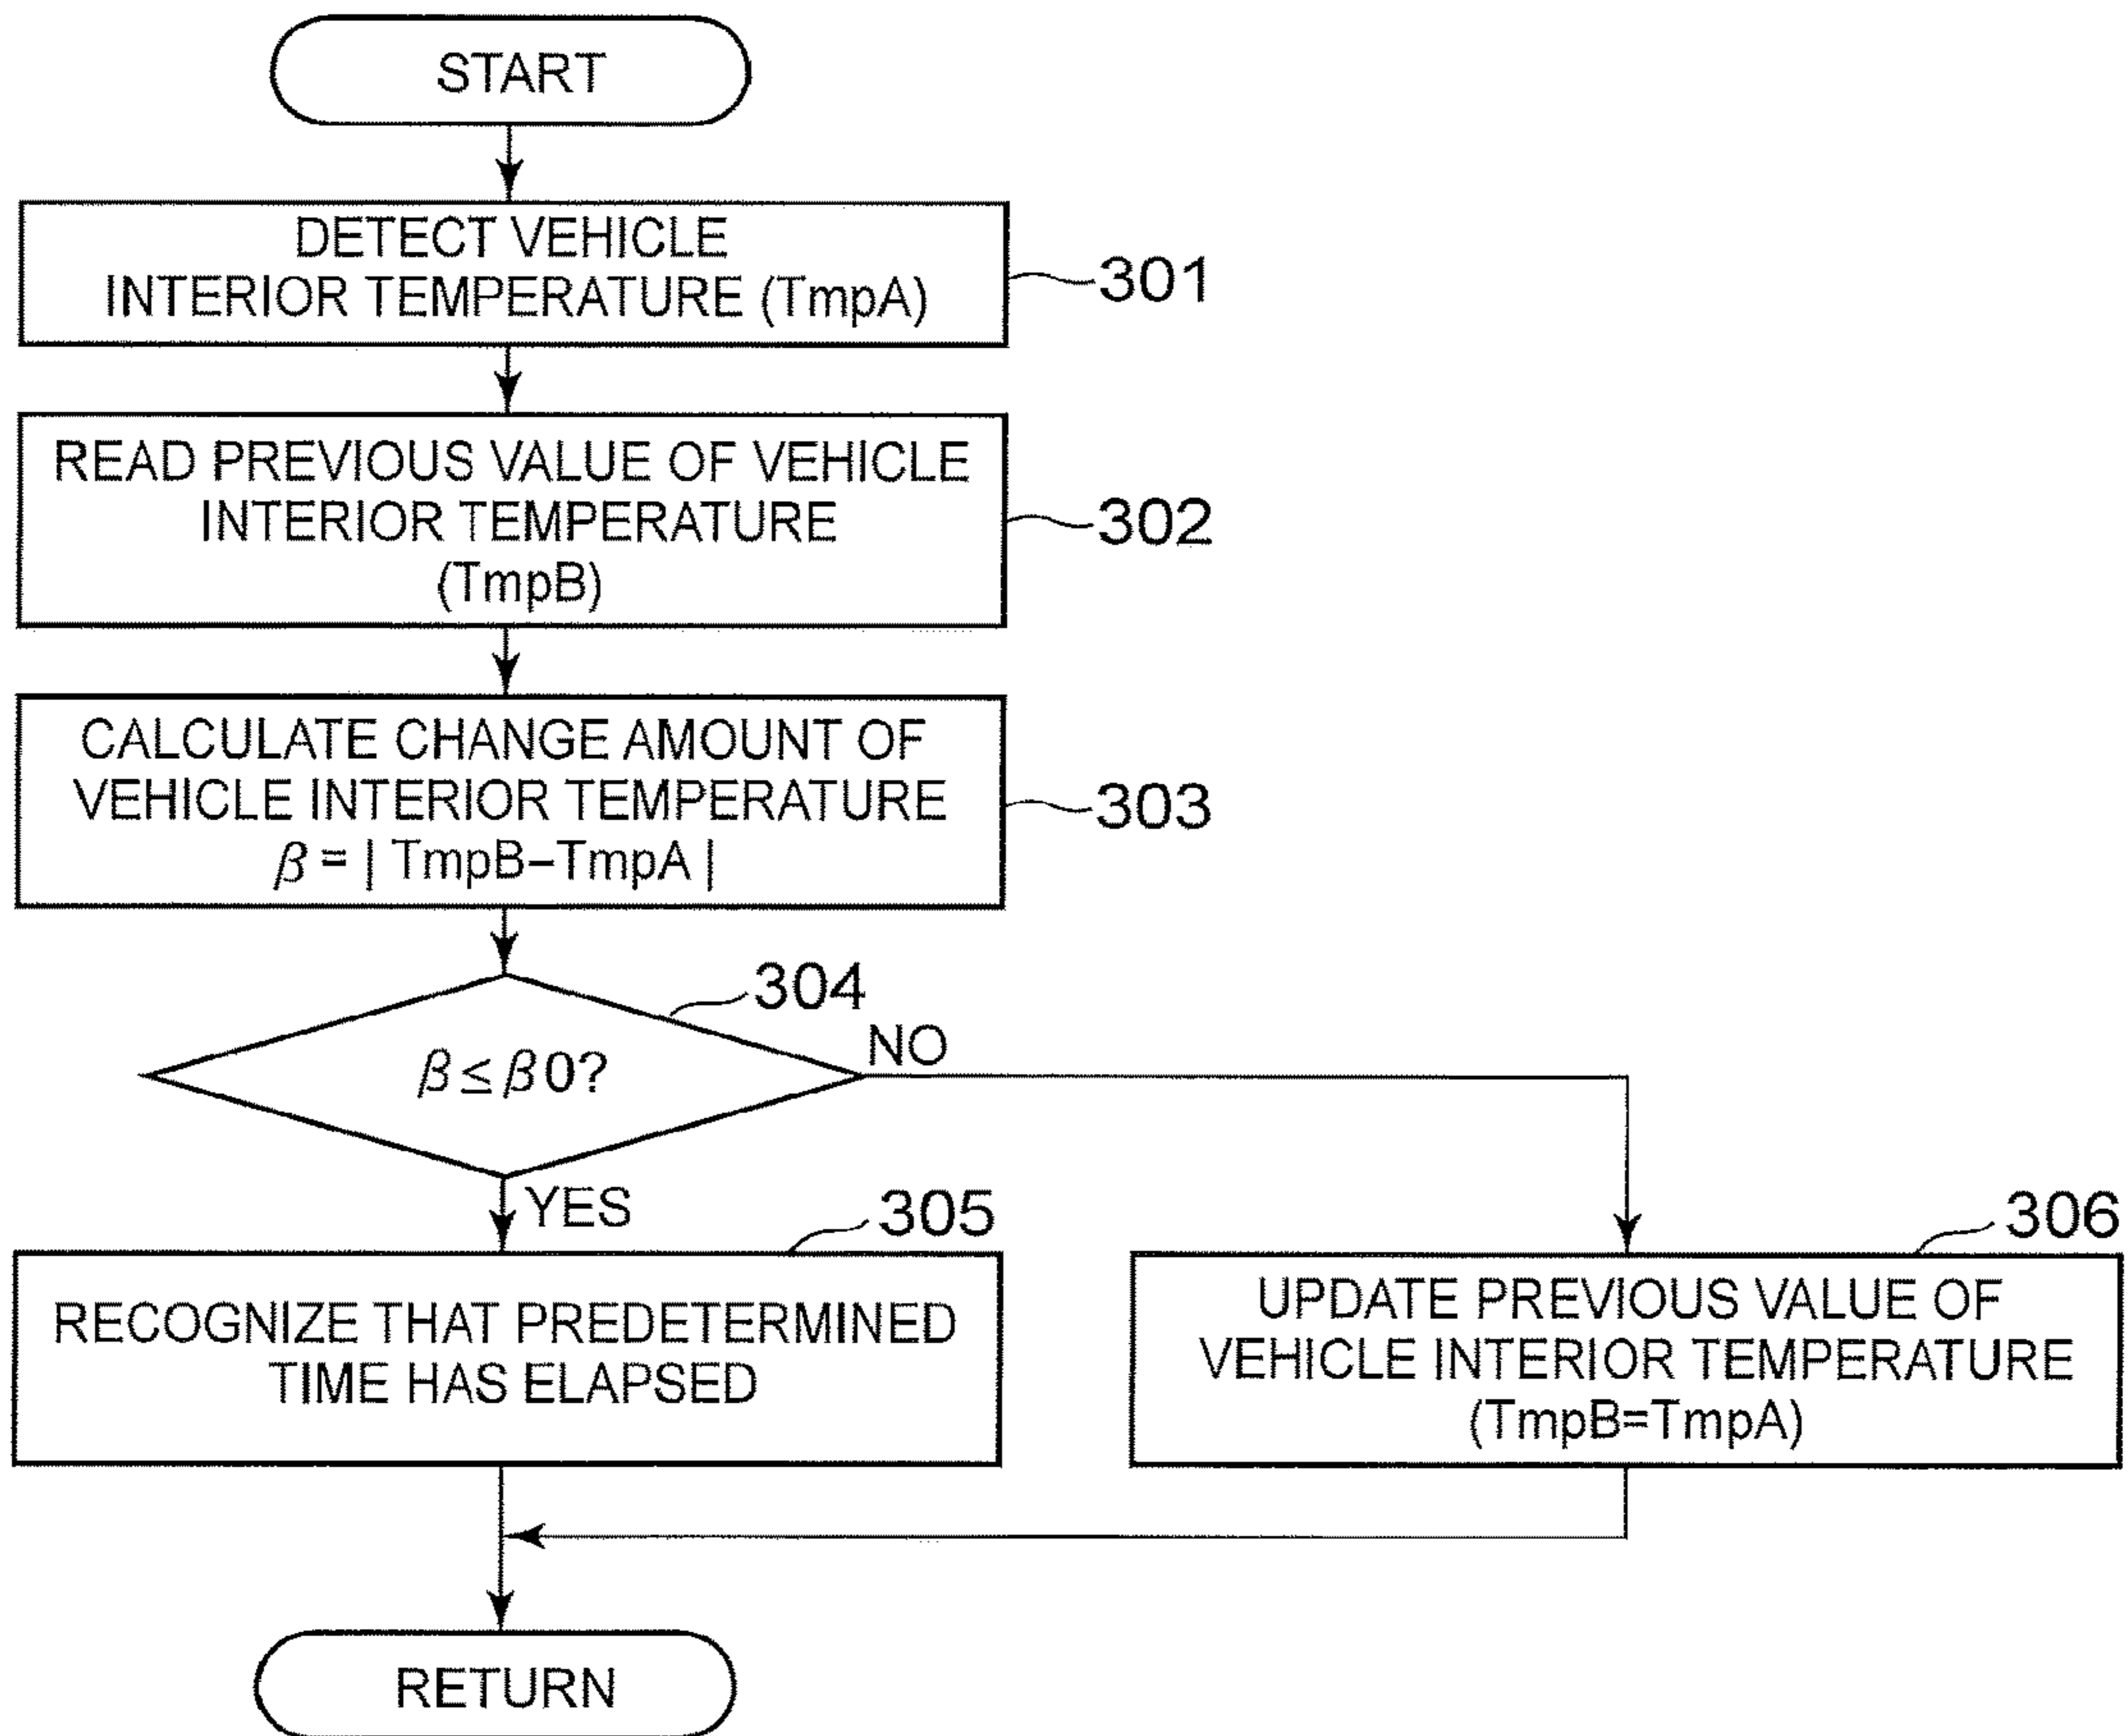 START
DETECT VEHICLE
INTERIOR TEMPERATURE (TmpA)
301
READ PREVIOUS VALUE OF VEHICLE
INTERIOR TEMPERATURE
(TmpB)
302
CALCULATE CHANGE AMOUNT OF
VEHICLE INTERIOR TEMPERATURE
β = | TmpB–TmpA |
303
304
β ≤ β0?
NO
YES
305
RECOGNIZE THAT PREDETERMINED
TIME HAS ELAPSED
306
UPDATE PREVIOUS VALUE OF
VEHICLE INTERIOR TEMPERATURE
(TmpB=TmpA)
RETURN